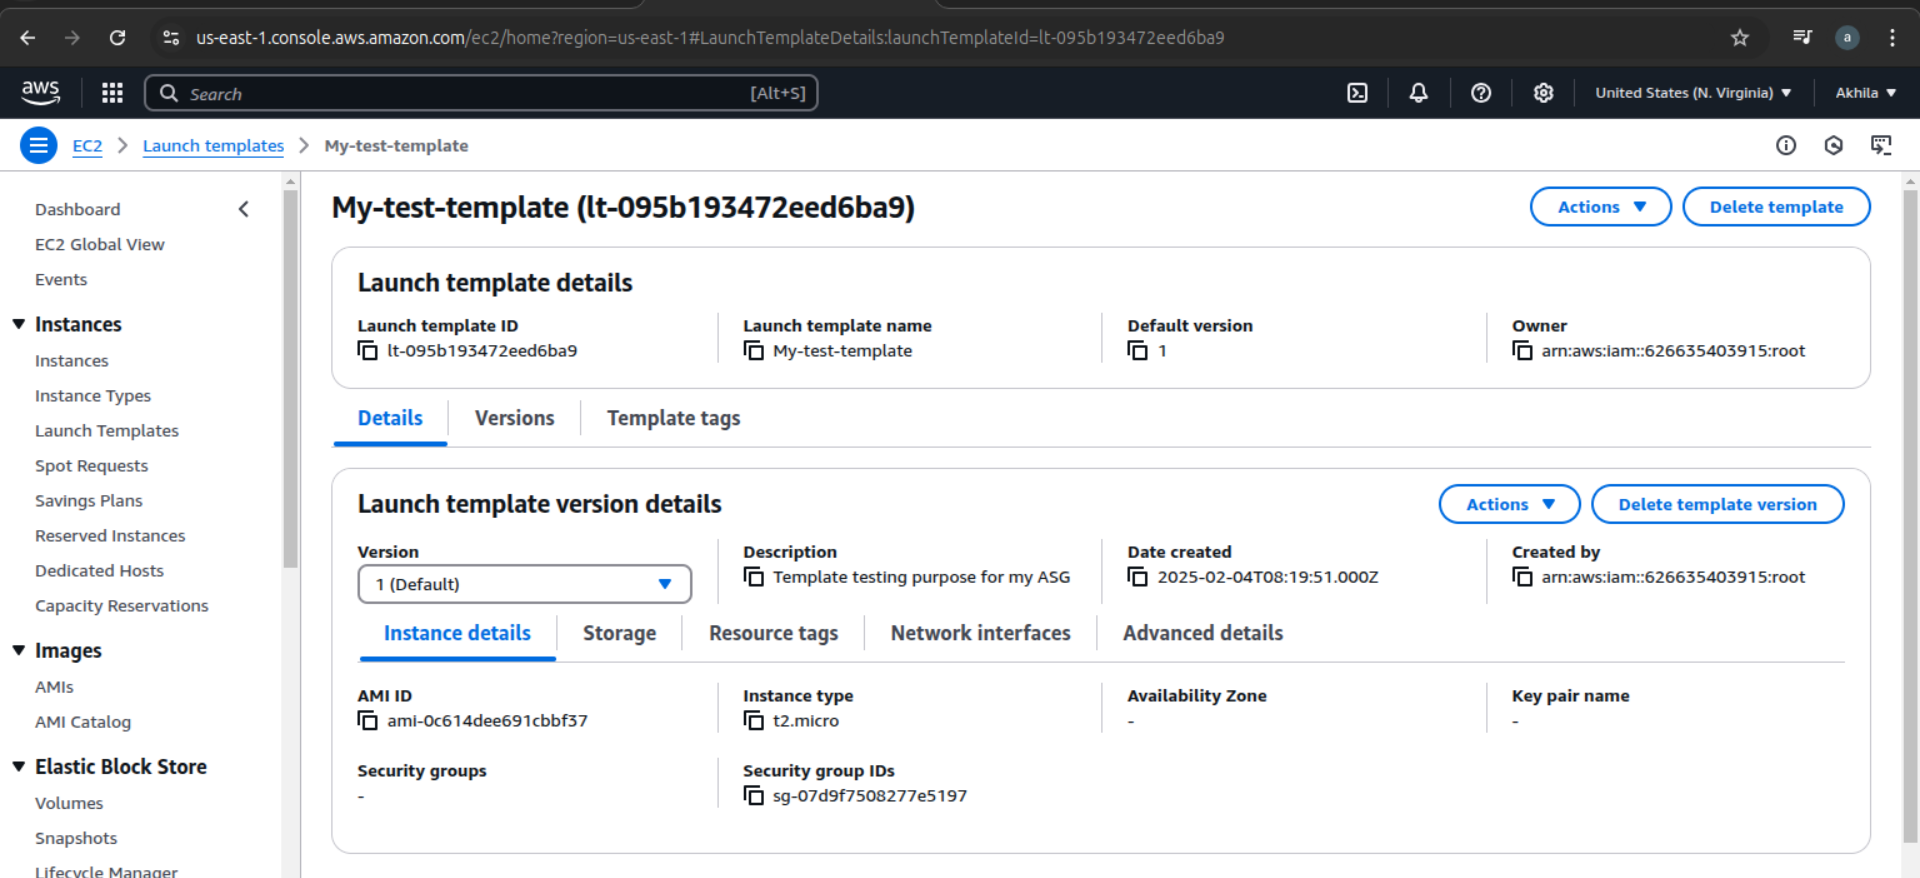 us-east-1.console.aws.amazon.com/ec2/home?region=us-east-1#LaunchTemplateDetails:launchTemplateId=lt-095b193472eed6ba9
a
aws
Search
[Alt+S]
United States (N. Virginia)
Akhila
EC2
Launch templates
My-test-template
Dashboard
EC2 Global View
Events
Instances
Instances
Instance Types
Launch Templates
Spot Requests
Savings Plans
Reserved Instances
Dedicated Hosts
Capacity Reservations
Images
AMIs
AMI Catalog
Elastic Block Store
Volumes
Snapshots
Lifecycle Manager
My-test-template (lt-095b193472eed6ba9)
Actions
Delete template
Launch template details
Launch template ID
lt-095b193472eed6ba9
Launch template name
My-test-template
Default version
1
Owner
arn:aws:iam::626635403915:root
Details
Versions
Template tags
Launch template version details
Actions
Delete template version
Version
1 (Default)
Description
Template testing purpose for my ASG
Date created
2025-02-04T08:19:51.000Z
Created by
arn:aws:iam::626635403915:root
Instance details
Storage
Resource tags
Network interfaces
Advanced details
AMI ID
ami-0c614dee691cbbf37
Instance type
t2.micro
Availability Zone
-
Key pair name
-
Security groups
-
Security group IDs
sg-07d9f7508277e5197